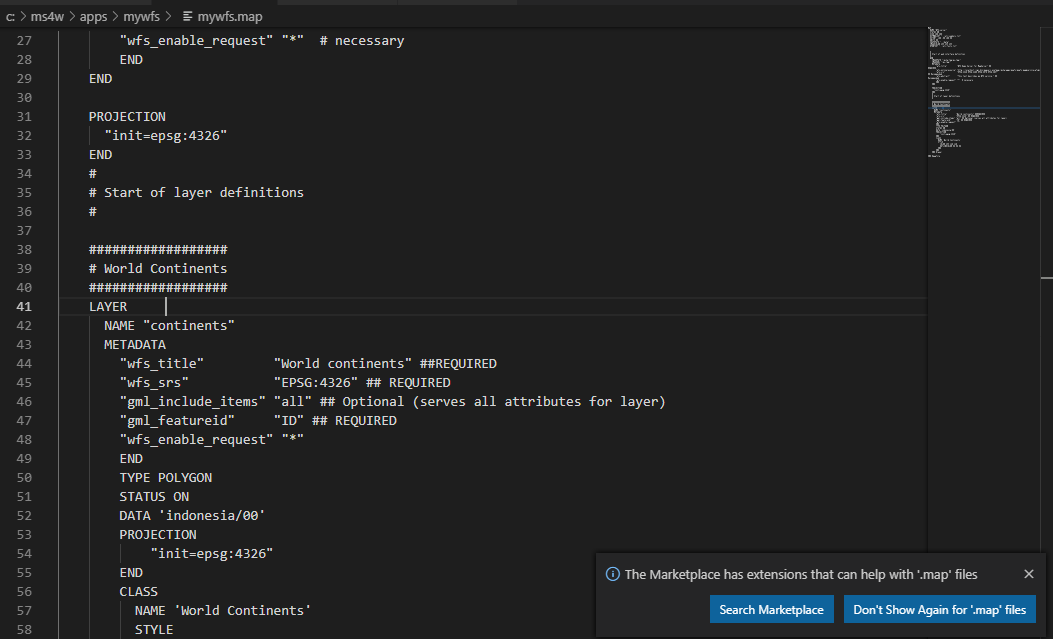 c: > ms4w > apps > mywfs > mywfs.map
27 "wfs_enable_request" "*" # necessary
28 END
29 END
30
31 PROJECTION
32 "init=epsg:4326"
33 END
34 #
35 # Start of layer definitions
36 #
37
38 ##################
39 # World Continents
40 ##################
41 LAYER
42 NAME "continents"
43 METADATA
44 "wfs_title" "World continents" ##REQUIRED
45 "wfs_srs" "EPSG:4326" ## REQUIRED
46 "gml_include_items" "all" ## Optional (serves all attributes for layer)
47 "gml_featureid" "ID" ## REQUIRED
48 "wfs_enable_request" "*"
49 END
50 TYPE POLYGON
51 STATUS ON
52 DATA 'indonesia/00'
53 PROJECTION
54 "init=epsg:4326"
55 END
56 CLASS
57 NAME 'World Continents'
58 STYLE
The Marketplace has extensions that can help with '.map' files
Search Marketplace
Don't Show Again for '.map' files